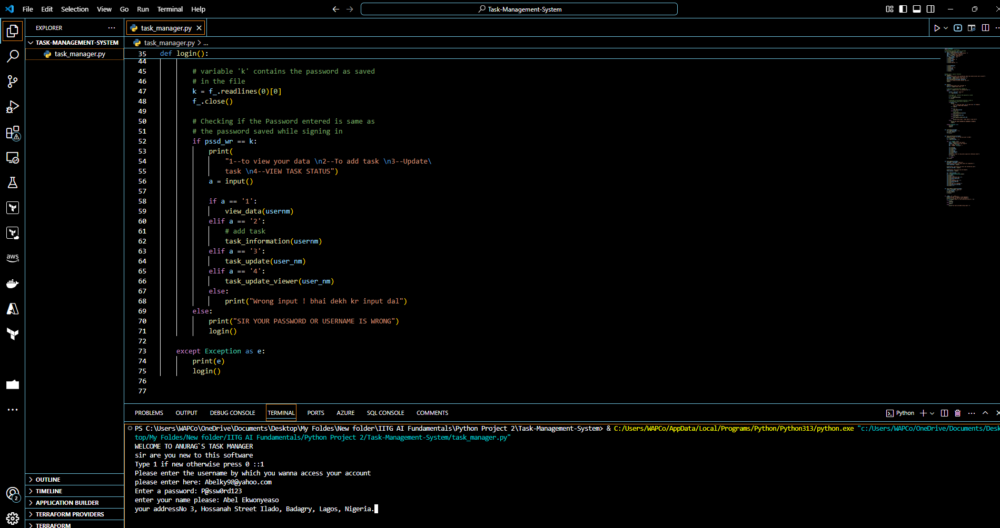 File Edit Selection View Go Run Terminal Help
Task-Management-System
EXPLORER
TASK-MANAGEMENT-SYSTEM
task_manager.py
aws
2
OUTLINE
TIMELINE
APPLICATION BUILDER
TERRAFORM PROVIDERS
TERRAFORM
task_manager.py
task_manager.py > ...
35 def login():
44
45 # variable 'k' contains the password as saved
46 # in the file
47 k = f_.readlines(0)[0]
48 f_.close()
49
50 # Checking if the Password entered is same as
51 # the password saved while signing in
52 if pssd_wr == k:
53 print(
54 "1--to view your data \n2--To add task \n3--Update\
55 task \n4--VIEW TASK STATUS")
56 a = input()
57
58 if a == '1':
59 view_data(usernm)
60 elif a == '2':
61 # add task
62 task_information(usernm)
63 elif a == '3':
64 task_update(user_nm)
65 elif a == '4':
66 task_update_viewer(user_nm)
67 else:
68 print("Wrong input ! bhai dekh kr input dal")
69 else:
70 print("SIR YOUR PASSWORD OR USERNAME IS WRONG")
71 login()
72
73 except Exception as e:
74 print(e)
75 login()
76
77
PROBLEMS OUTPUT DEBUG CONSOLE TERMINAL PORTS AZURE SQL CONSOLE COMMENTS
Python
PS C:\Users\WAPCo\OneDrive\Documents\Desktop\My Foldes\New folder\IITG AI Fundamentals\Python Project 2\Task-Management-System> & C:/Users/WAPCo/AppData/Local/Programs/Python/Python313/python.exe "c:/Users/WAPCo/OneDrive/Documents/Desk
top/My Foldes/New folder/IITG AI Fundamentals/Python Project 2/Task-Management-System/task_manager.py"
WELCOME TO ANURAG`S TASK MANAGER
sir are you new to this software
Type 1 if new otherwise press 0 ::1
Please enter the username by which you wanna access your account
please enter here: Abelky98@yahoo.com
Enter a password: P@ssw0rd123
enter your name please: Abel Ekwonyeaso
your addressNo 3, Hossanah Street Ilado, Badagry, Lagos, Nigeria.